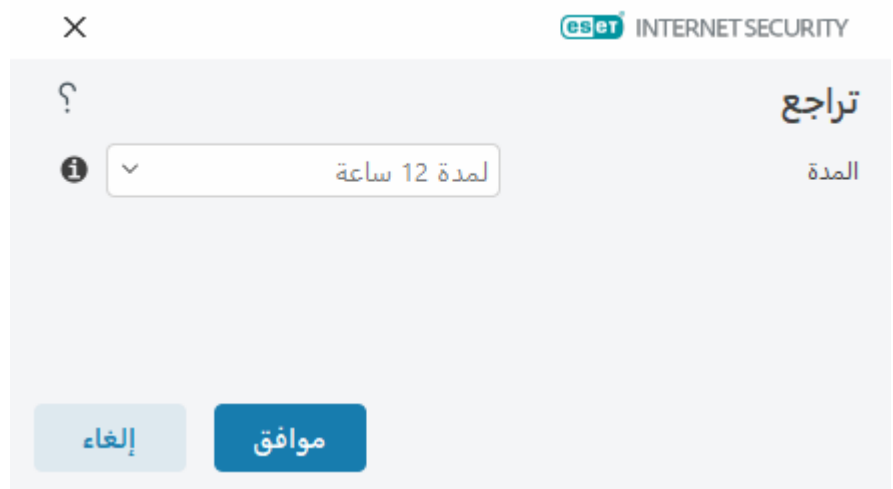 eseT INTERNET SECURITY
تراجع
؟
المدة
لمدة 12 ساعة
موافق
إلغاء